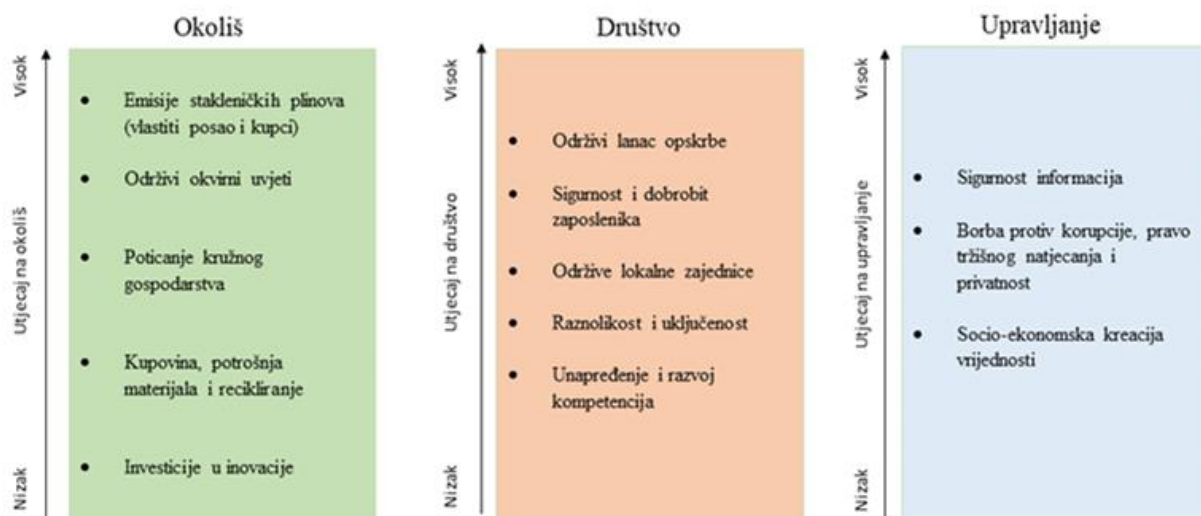 Okoliš
Visok
Utjecaj na okoliš
Nizak
Emisije stakleničkih plinova
(vlastiti posao i kupci)
Održivi okvirni uvjeti
Poticanje kružnog
gospodarstva
Kupovina, potrošnja
materijala i recikliranje
Investicije u inovacije
Društvo
Visok
Utjecaj na društvo
Nizak
Održivi lanac opskrbe
Sigurnost i dobrobit
zaposlenika
Održive lokalne zajednice
Raznolikost i uključenost
Unapređenje i razvoj
kompetencija
Upravljanje
Visok
Utjecaj na upravljanje
Nizak
Sigurnost informacija
Borba protiv korupcije, pravo
tržišnog natjecanja i
privatnost
Socio-ekonomska kreacija
vrijednosti